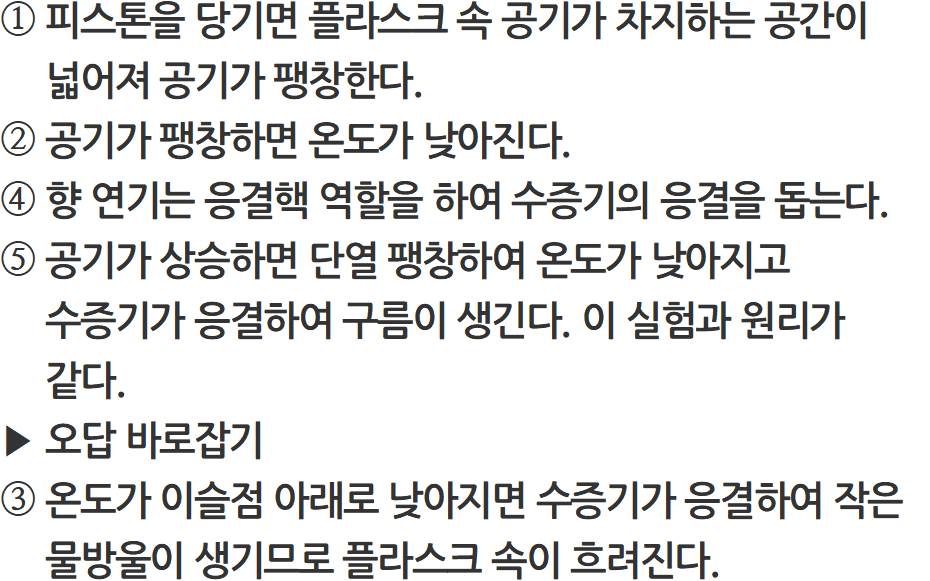 ① 피스톤을 당기면 플라스크 속 공기가 차지하는 공간이
넓어져 공기가 팽창한다.
② 공기가 팽창하면 온도가 낮아진다.
④ 향 연기는 응결핵 역할을 하여 수증기의 응결을 돕는다.
⑤ 공기가 상승하면 단열 팽창하여 온도가 낮아지고
수증기가 응결하여 구름이 생긴다. 이 실험과 원리가
같다.
▶ 오답 바로잡기
③ 온도가 이슬점 아래로 낮아지면 수증기가 응결하여 작은
물방울이 생기므로 플라스크 속이 흐려진다.